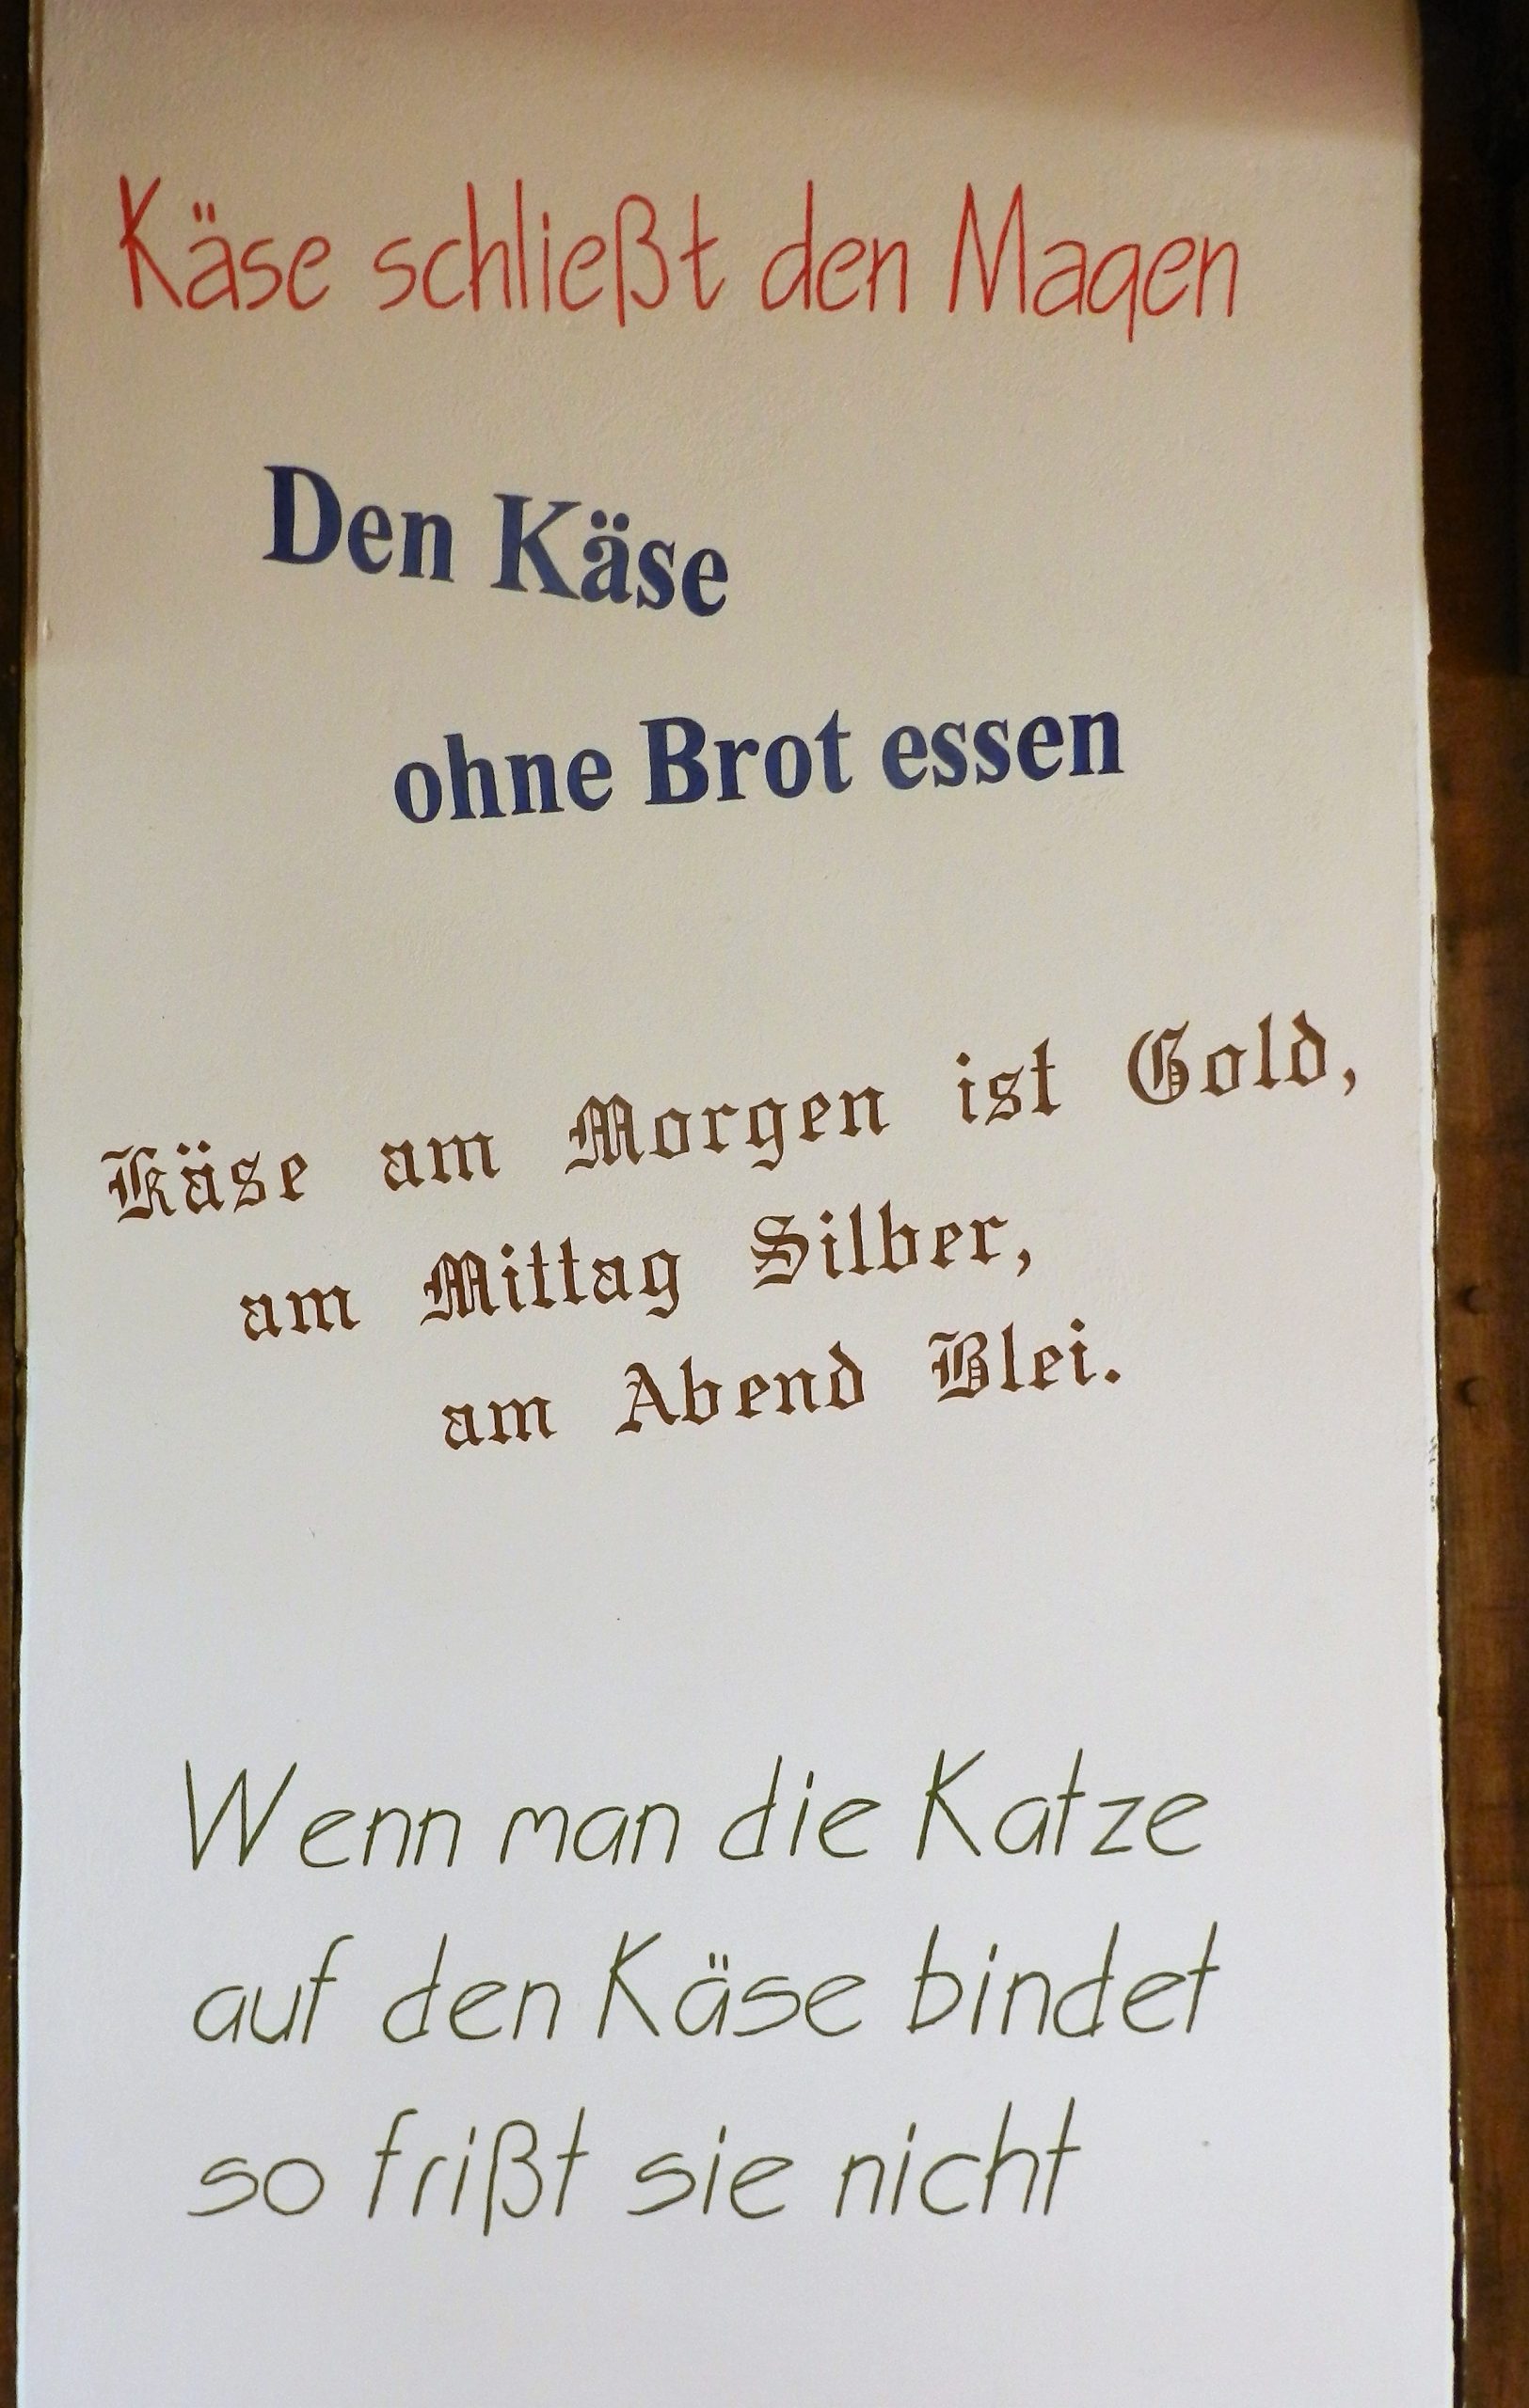 Käse schließt den Magen
Den Käse
ohne Brot essen
Käse am Morgen ist Gold,
am Mittag Silber,
am Abend Blei.
Wenn man die Katze
auf den Käse bindet
so frißt sie nicht